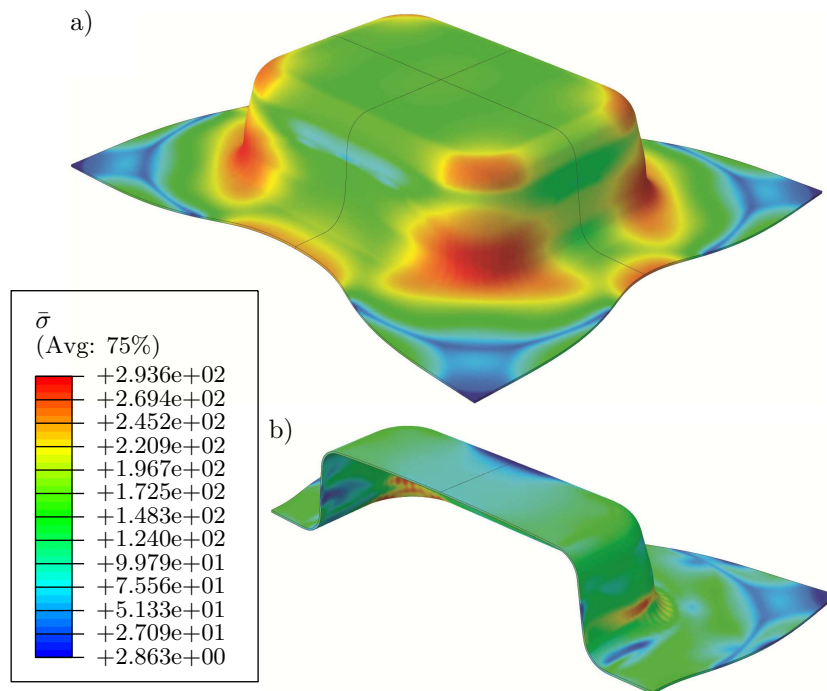 a)
σ̄
(Avg: 75%)
+2.936e+02
+2.694e+02
+2.452e+02
+2.209e+02
+1.967e+02
+1.725e+02
+1.483e+02
+1.240e+02
+9.979e+01
+7.556e+01
+5.133e+01
+2.709e+01
+2.863e+00
b)